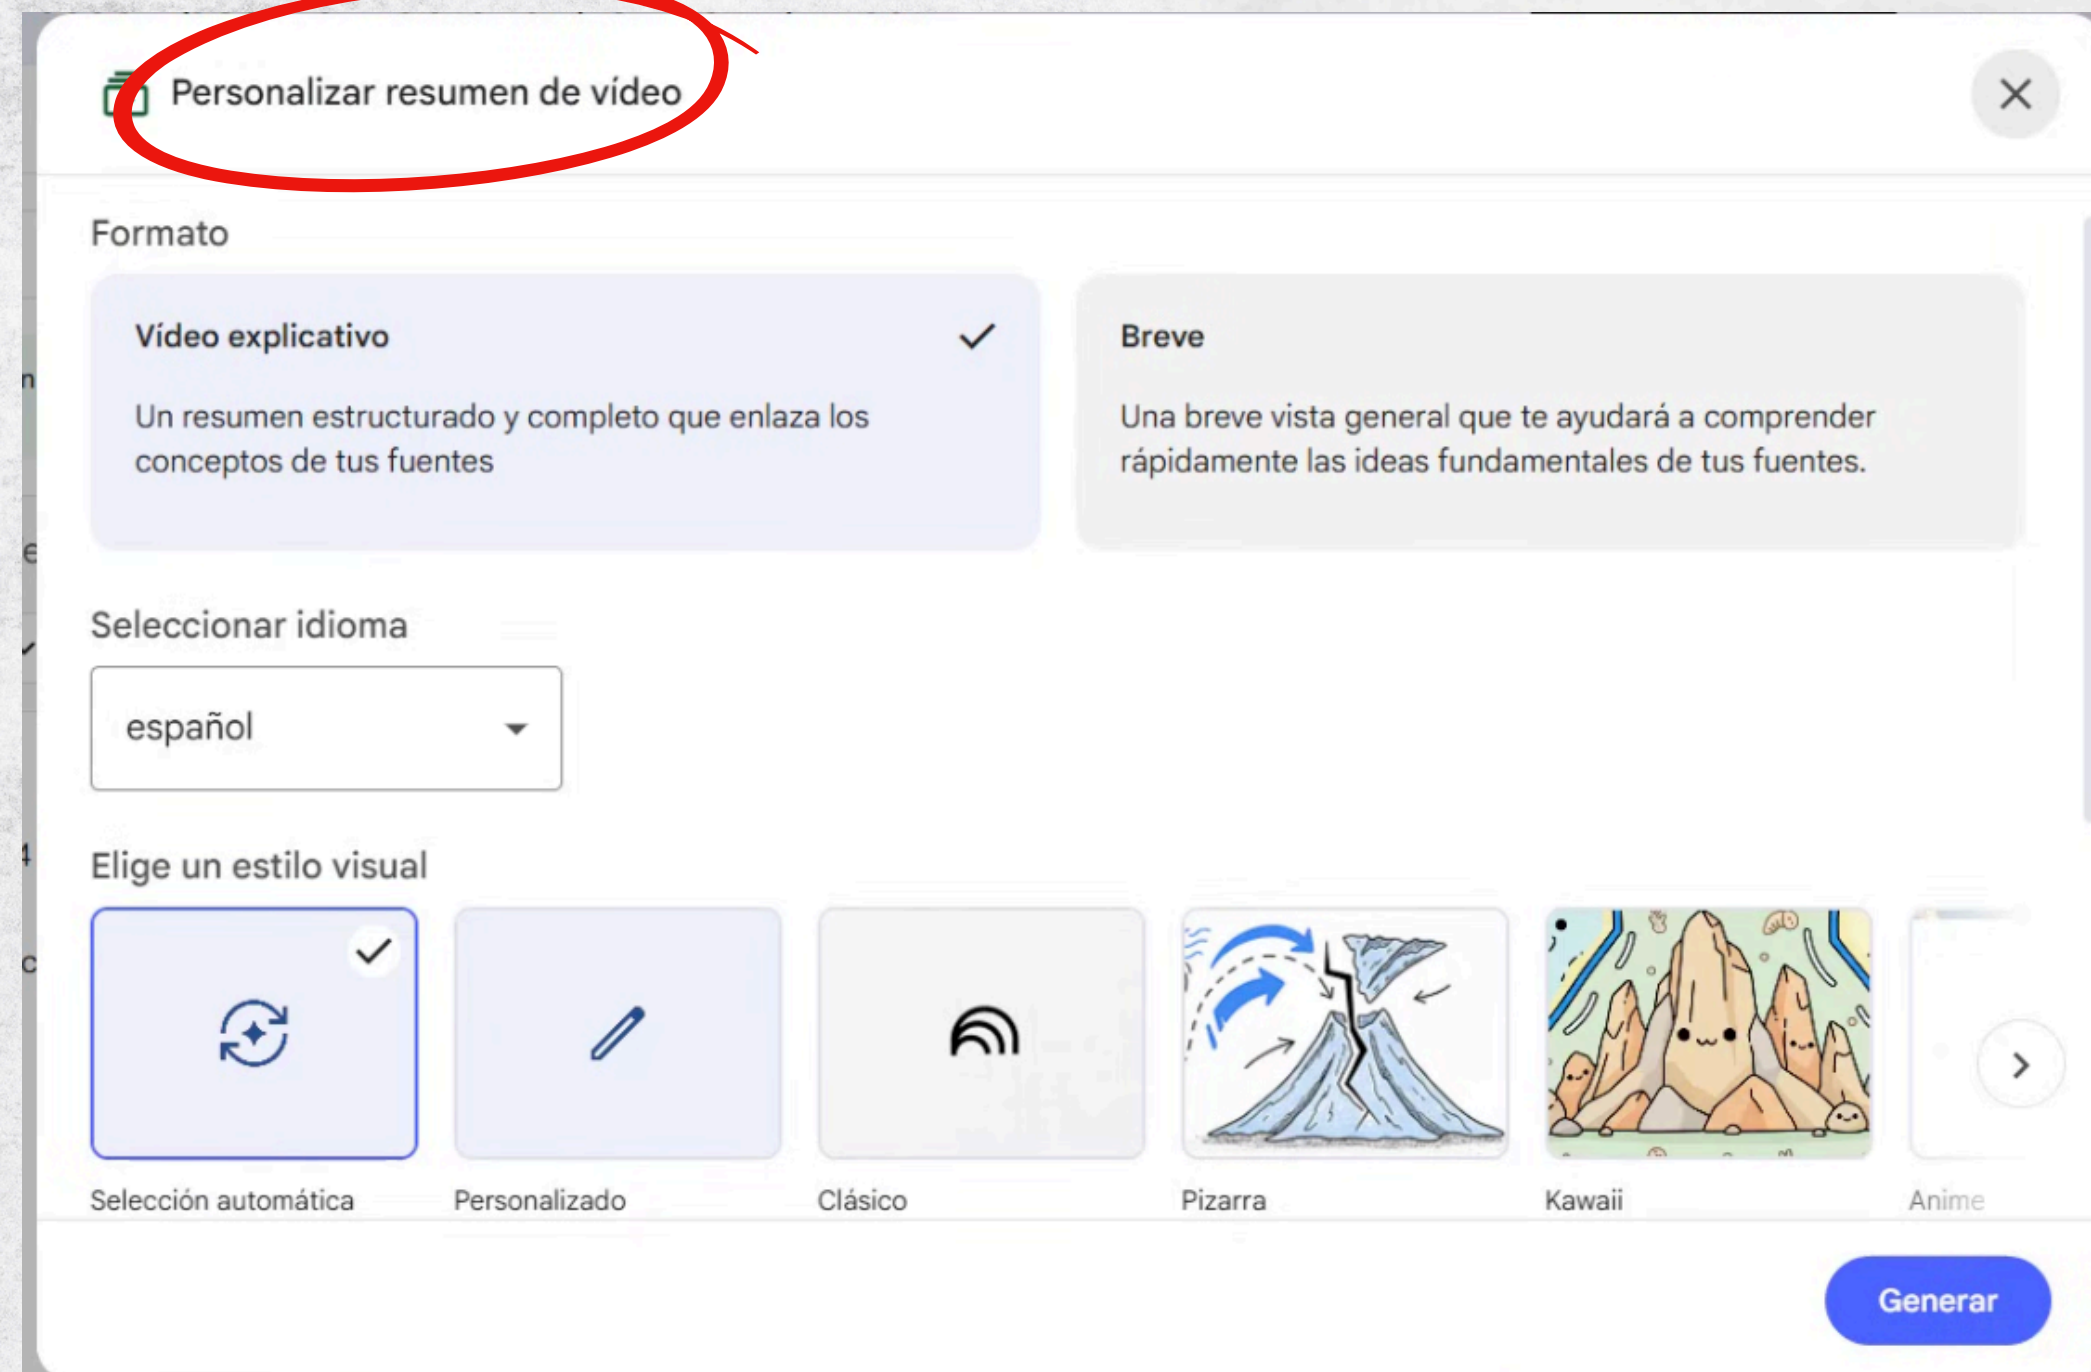 Personalizar resumen de vídeo
Formato
Vídeo explicativo
Un resumen estructurado y completo que enlaza los
conceptos de tus fuentes
Breve
Una breve vista general que te ayudará a comprender
rápidamente las ideas fundamentales de tus fuentes.
Seleccionar idioma
español
Elige un estilo visual
Selección automática
Personalizado
Clásico
Pizarra
Kawaii
Anime
Generar